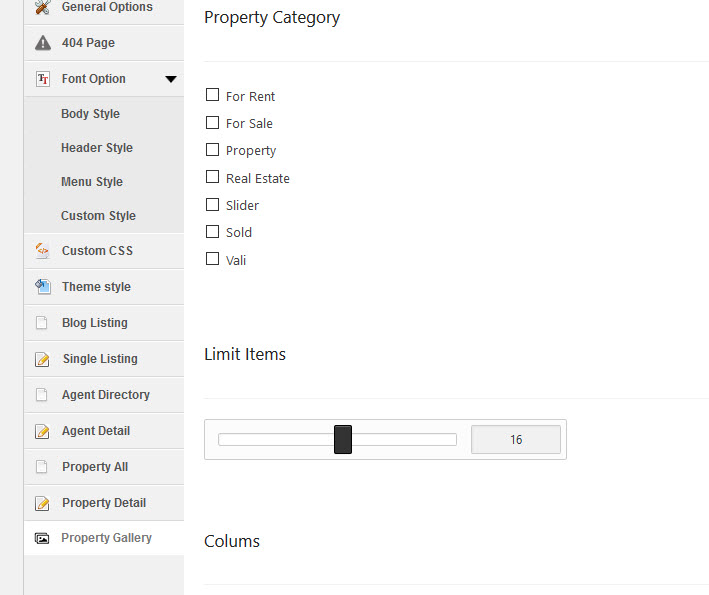 General Options
404 Page
Font Option
Body Style
Header Style
Menu Style
Custom Style
Custom CSS
Theme style
Blog Listing
Single Listing
Agent Directory
Agent Detail
Property All
Property Detail
Property Gallery
Property Category
For Rent
For Sale
Property
Real Estate
Slider
Sold
Vali
Limit Items
16
Colums